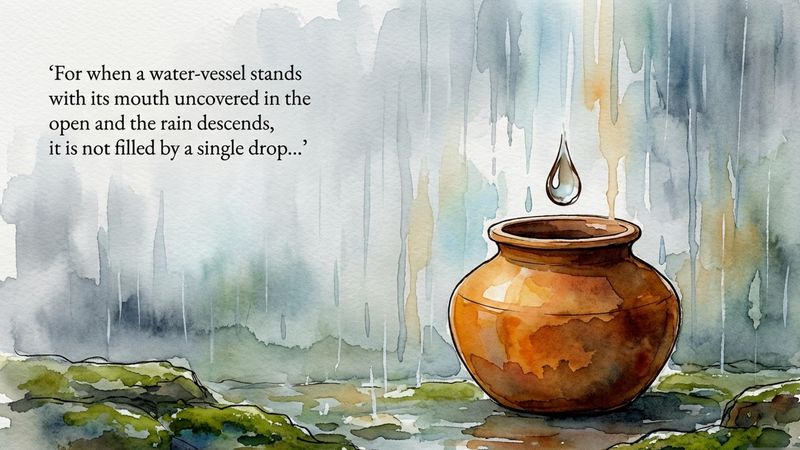 ‘For when a water-vessel stands
with its mouth uncovered in the
open and the rain descends,
it is not filled by a single drop...’